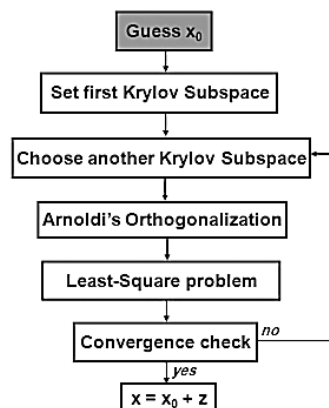 Guess x₀
Set first Krylov Subspace
Choose another Krylov Subspace
Arnoldi's Orthogonalization
Least-Square problem
Convergence check
no
yes
x = x₀ + z